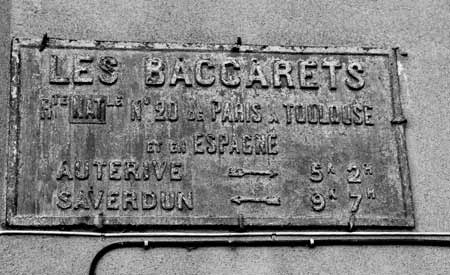 LES BACCARETS
RTE NATLE N° 20 DE PARIS A TOULOUSE
ET EN ESPAGNE
AUTERIVE → 5K 2H
SAVERDUN ← 9K 7H